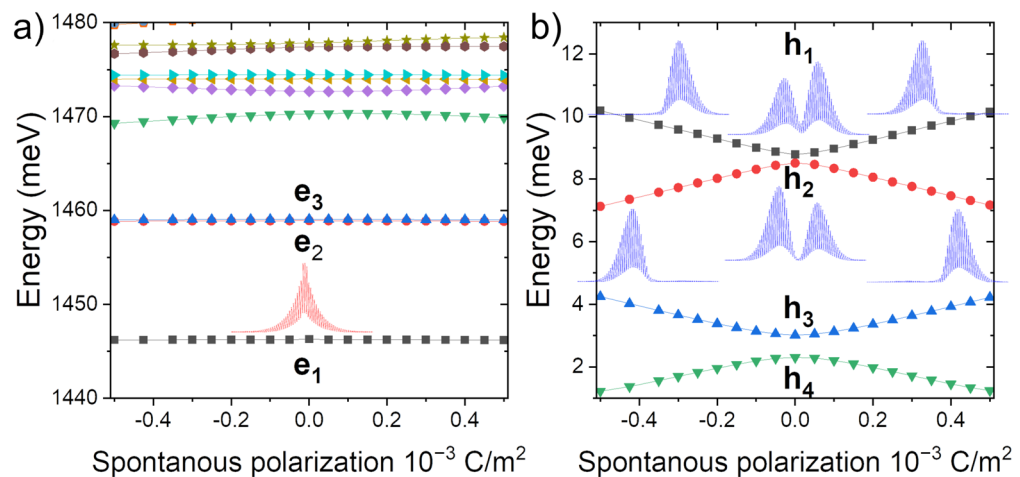 a)
1480
1470
1460
1450
1440
Energy (meV)
e3
e2
e1
-0.4 -0.2 0.0 0.2 0.4
Spontanous polarization 10⁻³ C/m²
b)
12
10
8
6
4
2
Energy (meV)
h1
h2
h3
h4
-0.4 -0.2 0.0 0.2 0.4
Spontanous polarization 10⁻³ C/m²